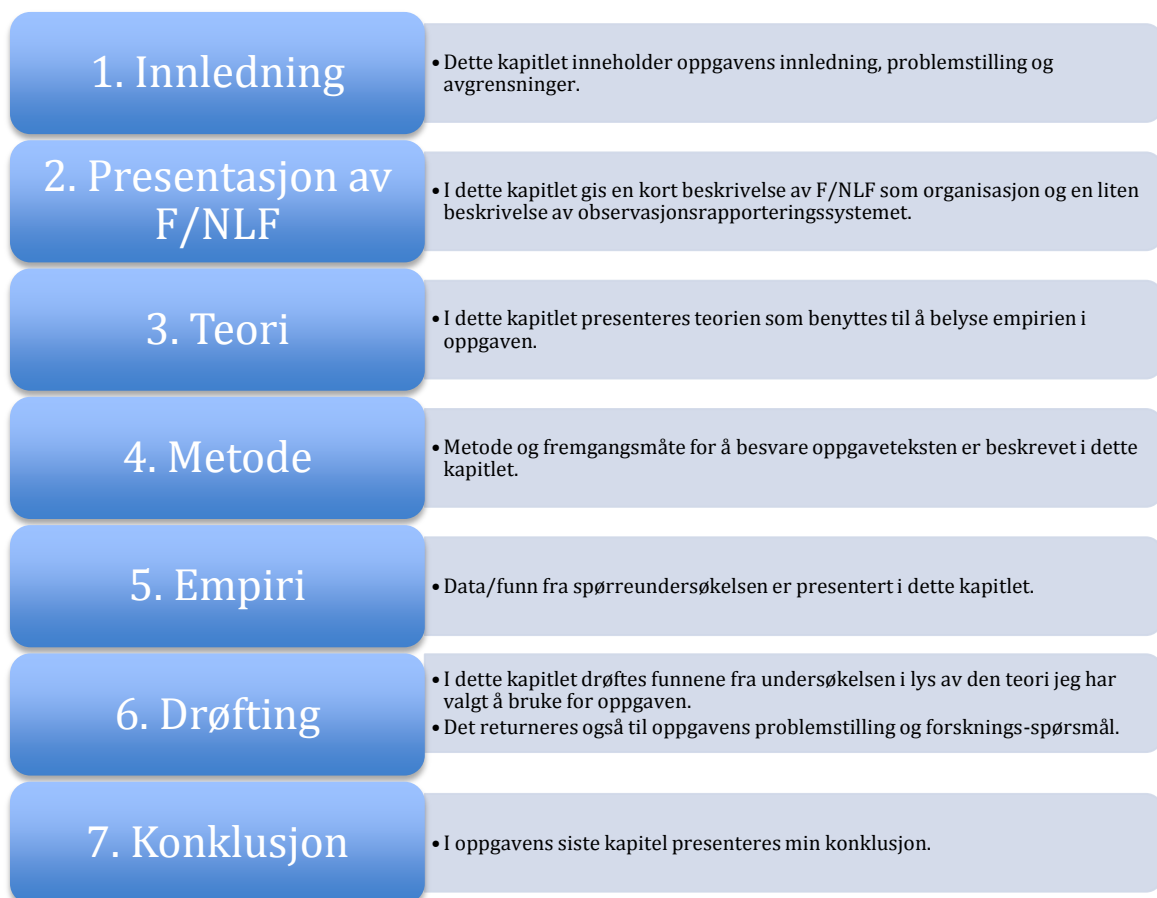 1. Innledning
• Dette kapitlet inneholder oppgavens innledning, problemstilling og
avgrensninger.
2. Presentasjon av
F/NLF
• I dette kapitlet gis en kort beskrivelse av F/NLF som organisasjon og en liten
beskrivelse av observasjonsrapporteringssystemet.
3. Teori
• I dette kapitlet presenteres teorien som benyttes til å belyse empirien i
oppgaven.
4. Metode
• Metode og fremgangsmåte for å besvare oppgaveteksten er beskrevet i dette
kapitlet.
5. Empiri
• Data/funn fra spørreundersøkelsen er presentert i dette kapitlet.
6. Drøfting
• I dette kapitlet drøftes funnene fra undersøkelsen i lys av den teori jeg har
valgt å bruke for oppgaven.
• Det returneres også til oppgavens problemstilling og forsknings-spørsmål.
7. Konklusjon
• I oppgavens siste kapitel presenteres min konklusjon.